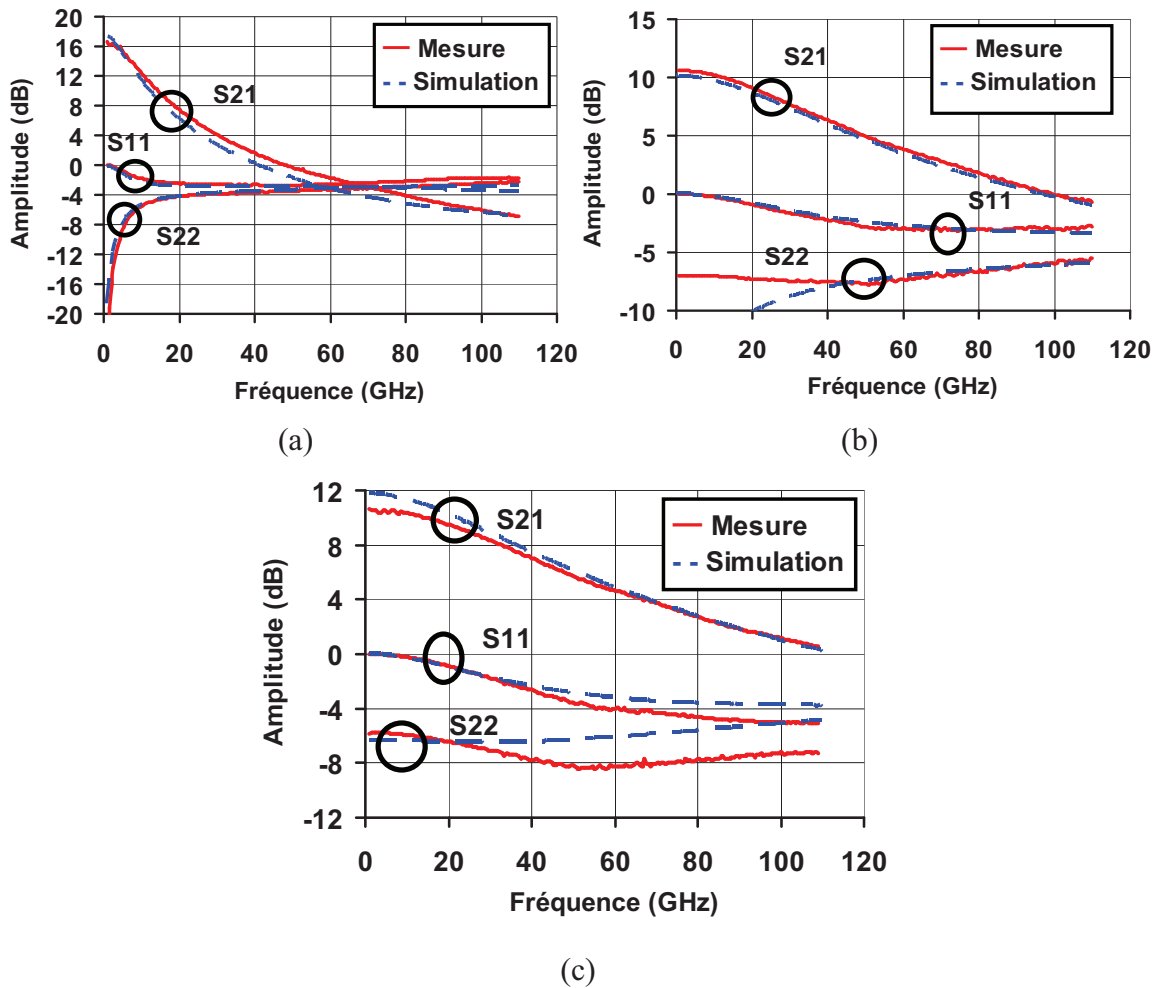 20
16
12
8
4
0
-4
-8
-12
-16
20
Amplitude (dB)
Mesure
Simulation
S21
S11
S22
0 20 40 60 80 100 120
Fréquence (GHz)
(a)
15
10
5
0
-5
-10
Amplitude (dB)
Mesure
Simulation
S21
S11
S22
0 20 40 60 80 100 120
Fréquence (GHz)
(b)
12
8
4
0
-4
-8
-12
Amplitude (dB)
Mesure
Simulation
S21
S11
S22
0 20 40 60 80 100 120
Fréquence (GHz)
(c)